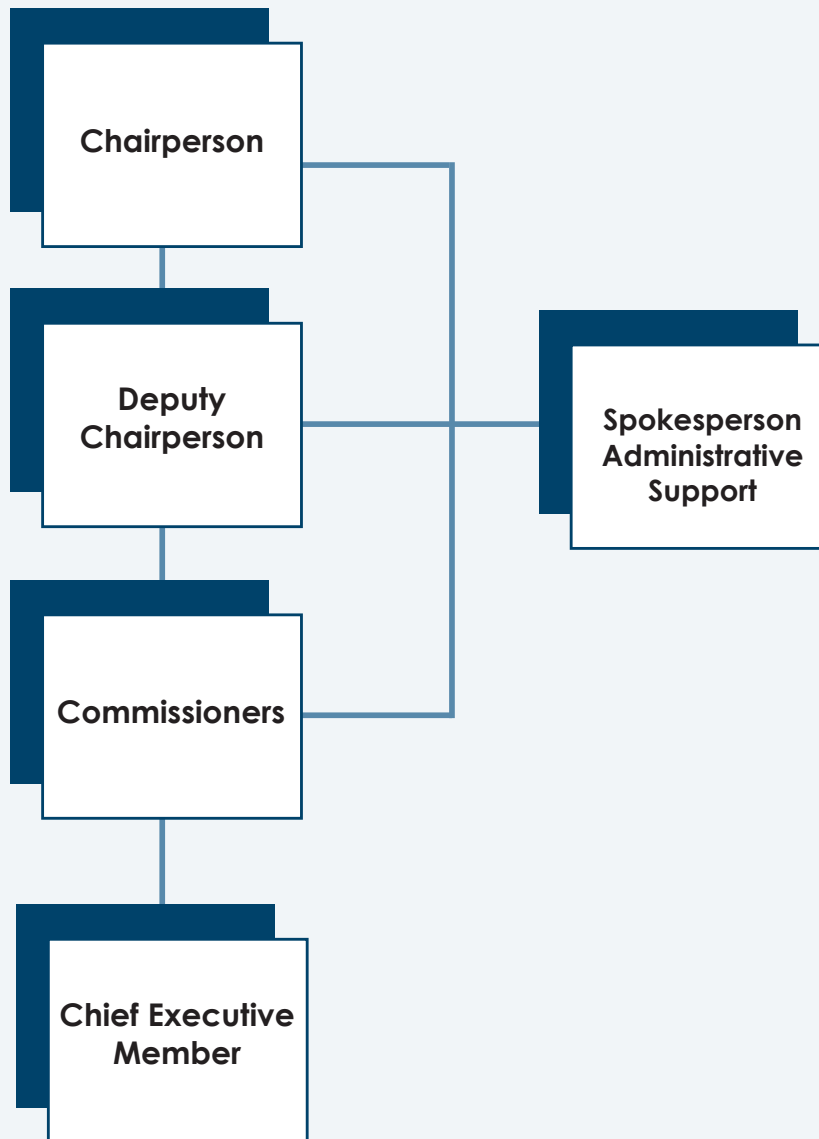 Chairperson
Deputy
Chairperson
Spokesperson
Administrative
Support
Commissioners
Chief Executive
Member